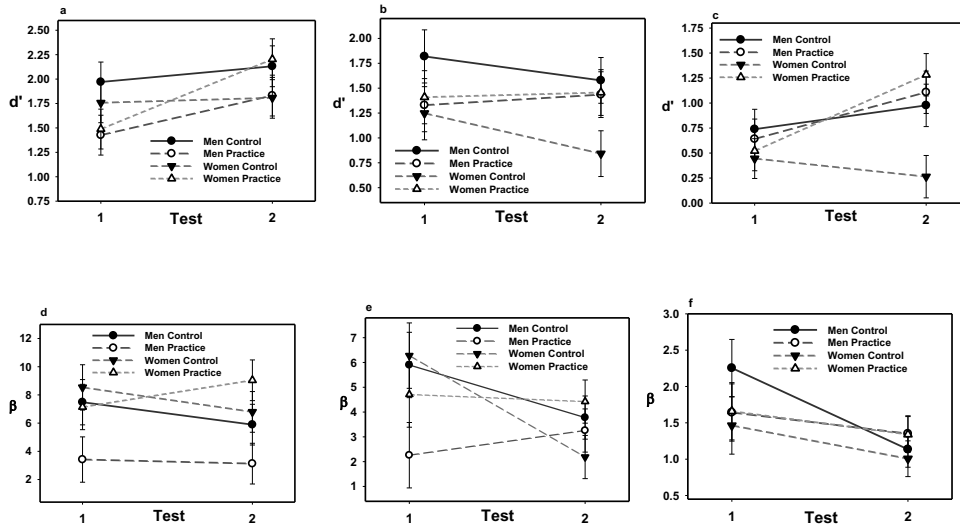 a
2.50
2.25
2.00
1.75
1.50
1.25
1.00
0.75
d'
Men Control
Men Practice
Women Control
Women Practice
1
Test
2
b
2.00
1.75
1.50
1.25
1.00
0.75
0.50
d'
Men Control
Men Practice
Women Control
Women Practice
1
Test
2
c
1.75
1.50
1.25
1.00
0.75
0.50
0.25
0.00
d'
Men Control
Men Practice
Women Control
Women Practice
1
Test
2
d
12
10
8
6
4
2
β
Men Control
Men Practice
Women Control
Women Practice
1
Test
2
e
7
6
5
4
3
2
1
β
Men Control
Men Practice
Women Control
Women Practice
1
Test
2
f
3.0
2.5
2.0
1.5
1.0
0.5
β
Men Control
Men Practice
Women Control
Women Practice
1
Test
2